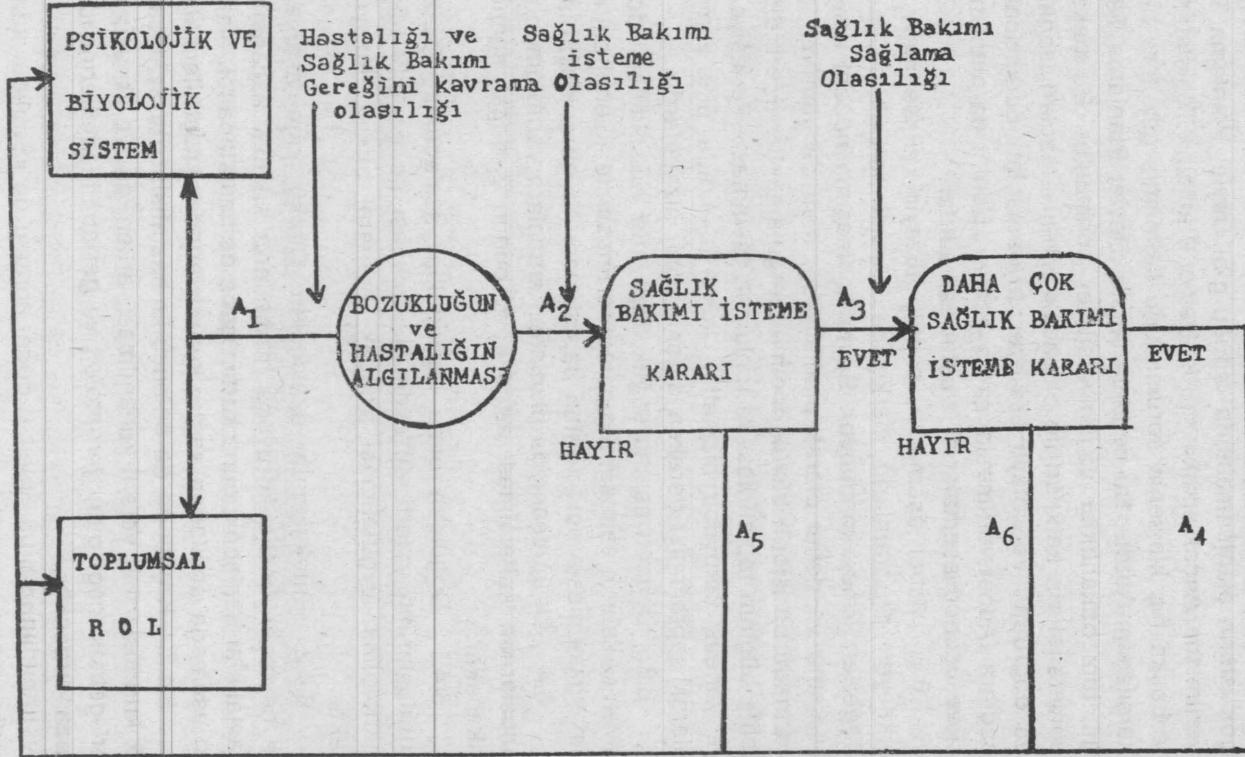 PSİKOLOJİK VE
BİYOLOJİK
SİSTEM
Hastalığı ve
Sağlık Bakımı
Gereğini kavrama
olasılığı
Sağlık Bakımı
isteme
Olasılığı
Sağlık Bakımı
Sağlama
Olasılığı
A1
BOZUKLUĞUN
ve
HASTALIĞIN
ALGILANMASI
A2
SAĞLIK
BAKIMI İSTEME
KARARI
HAYIR
A3
EVET
DAHA ÇOK
SAĞLIK BAKIMI
İSTEME KARARI
HAYIR
EVET
A5
A6
A4
TOPLUMSAL
ROL